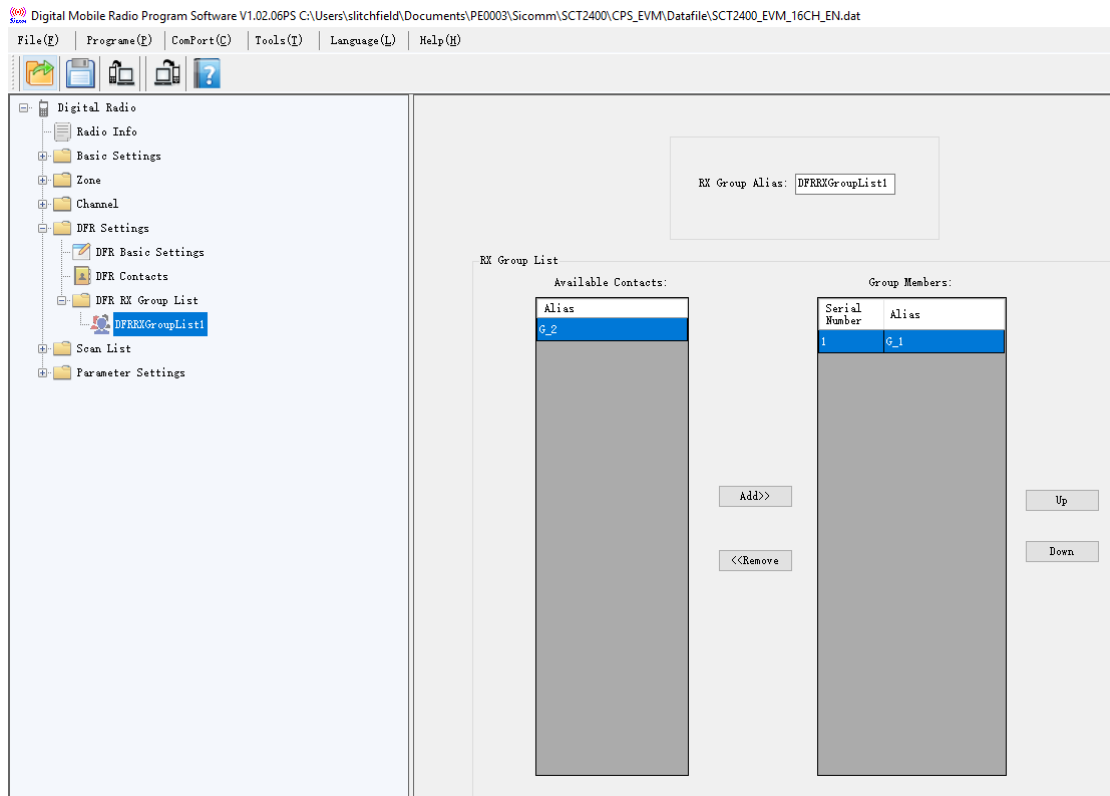 Digital Mobile Radio Program Software V1.02.06PS C:\Users\slitchfield\Documents\PE0003\Sicomm\SCT2400\CPS_EVM\Datafile\SCT2400_EVM_16CH_EN.dat
File(F) Programe(P) ComPort(C) Tools(T) Language(L) Help(H)
Digital Radio
Radio Info
Basic Settings
Zone
Channel
DFR Settings
DFR Basic Settings
DFR Contacts
DFR RX Group List
DFRRXGroupList1
Scan List
Parameter Settings
RX Group Alias: DFRRXGroupList1
RX Group List
Available Contacts:
Alias
G_2
Add>>
<<Remove
Group Members:
Serial Number Alias
1 G_1
Up
Down